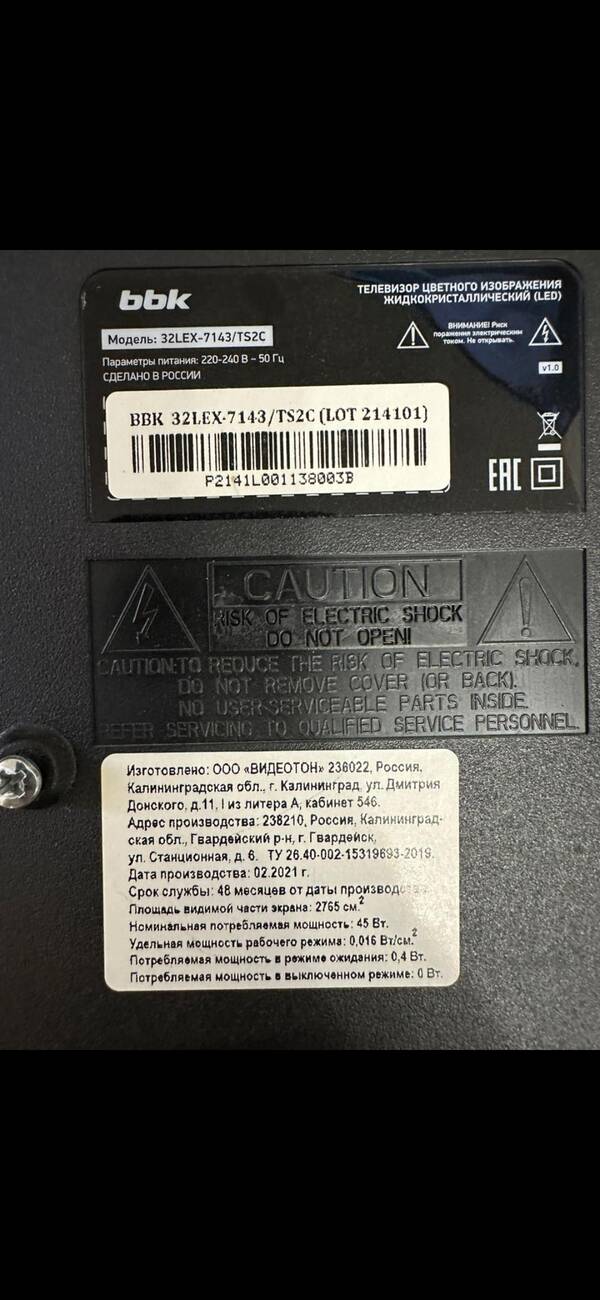 bbk
ТЕЛЕВИЗОР ЦВЕТНОГО ИЗОБРАЖЕНИЯ
ЖИДКОКРИСТАЛЛИЧЕСКИЙ (LED)
Модель: 32LEX-7143/TS2C
Параметры питания: 220-240 В ~ 50 Гц
СДЕЛАНО В РОССИИ
ВНИМАНИЕ! Риск
поражения электрическим
током. Не открывать.
v1.0
BBK 32LEX-7143/TS2C (LOT 214101)
P2141L001138003B
EAC
CAUTION
RISK OF ELECTRIC SHOCK
DO NOT OPEN!
CAUTION:TO REDUCE THE RISK OF ELECTRIC SHOCK,
DO NOT REMOVE COVER (OR BACK).
NO USER-SERVICEABLE PARTS INSIDE.
REFER SERVICING TO QUALIFIED SERVICE PERSONNEL.
Изготовлено: ООО «ВИДЕОТОН» 236022, Россия,
Калининградская обл., г. Калининград, ул. Дмитрия
Донского, д.11, I из литера А, кабинет 546.
Адрес производства: 238210, Россия, Калининград-
ская обл., Гвардейский р-н, г. Гвардейск,
ул. Станционная, д. 6. ТУ 26.40-002-15319693-2019.
Дата производства: 02.2021 г.
Срок службы: 48 месяцев от даты производства.
Площадь видимой части экрана: 2765 см.²
Номинальная потребляемая мощность: 45 Вт.
Удельная мощность рабочего режима: 0,016 Вт/см.²
Потребляемая мощность в режиме ожидания: 0,4 Вт.
Потребляемая мощность в выключенном режиме: 0 Вт.